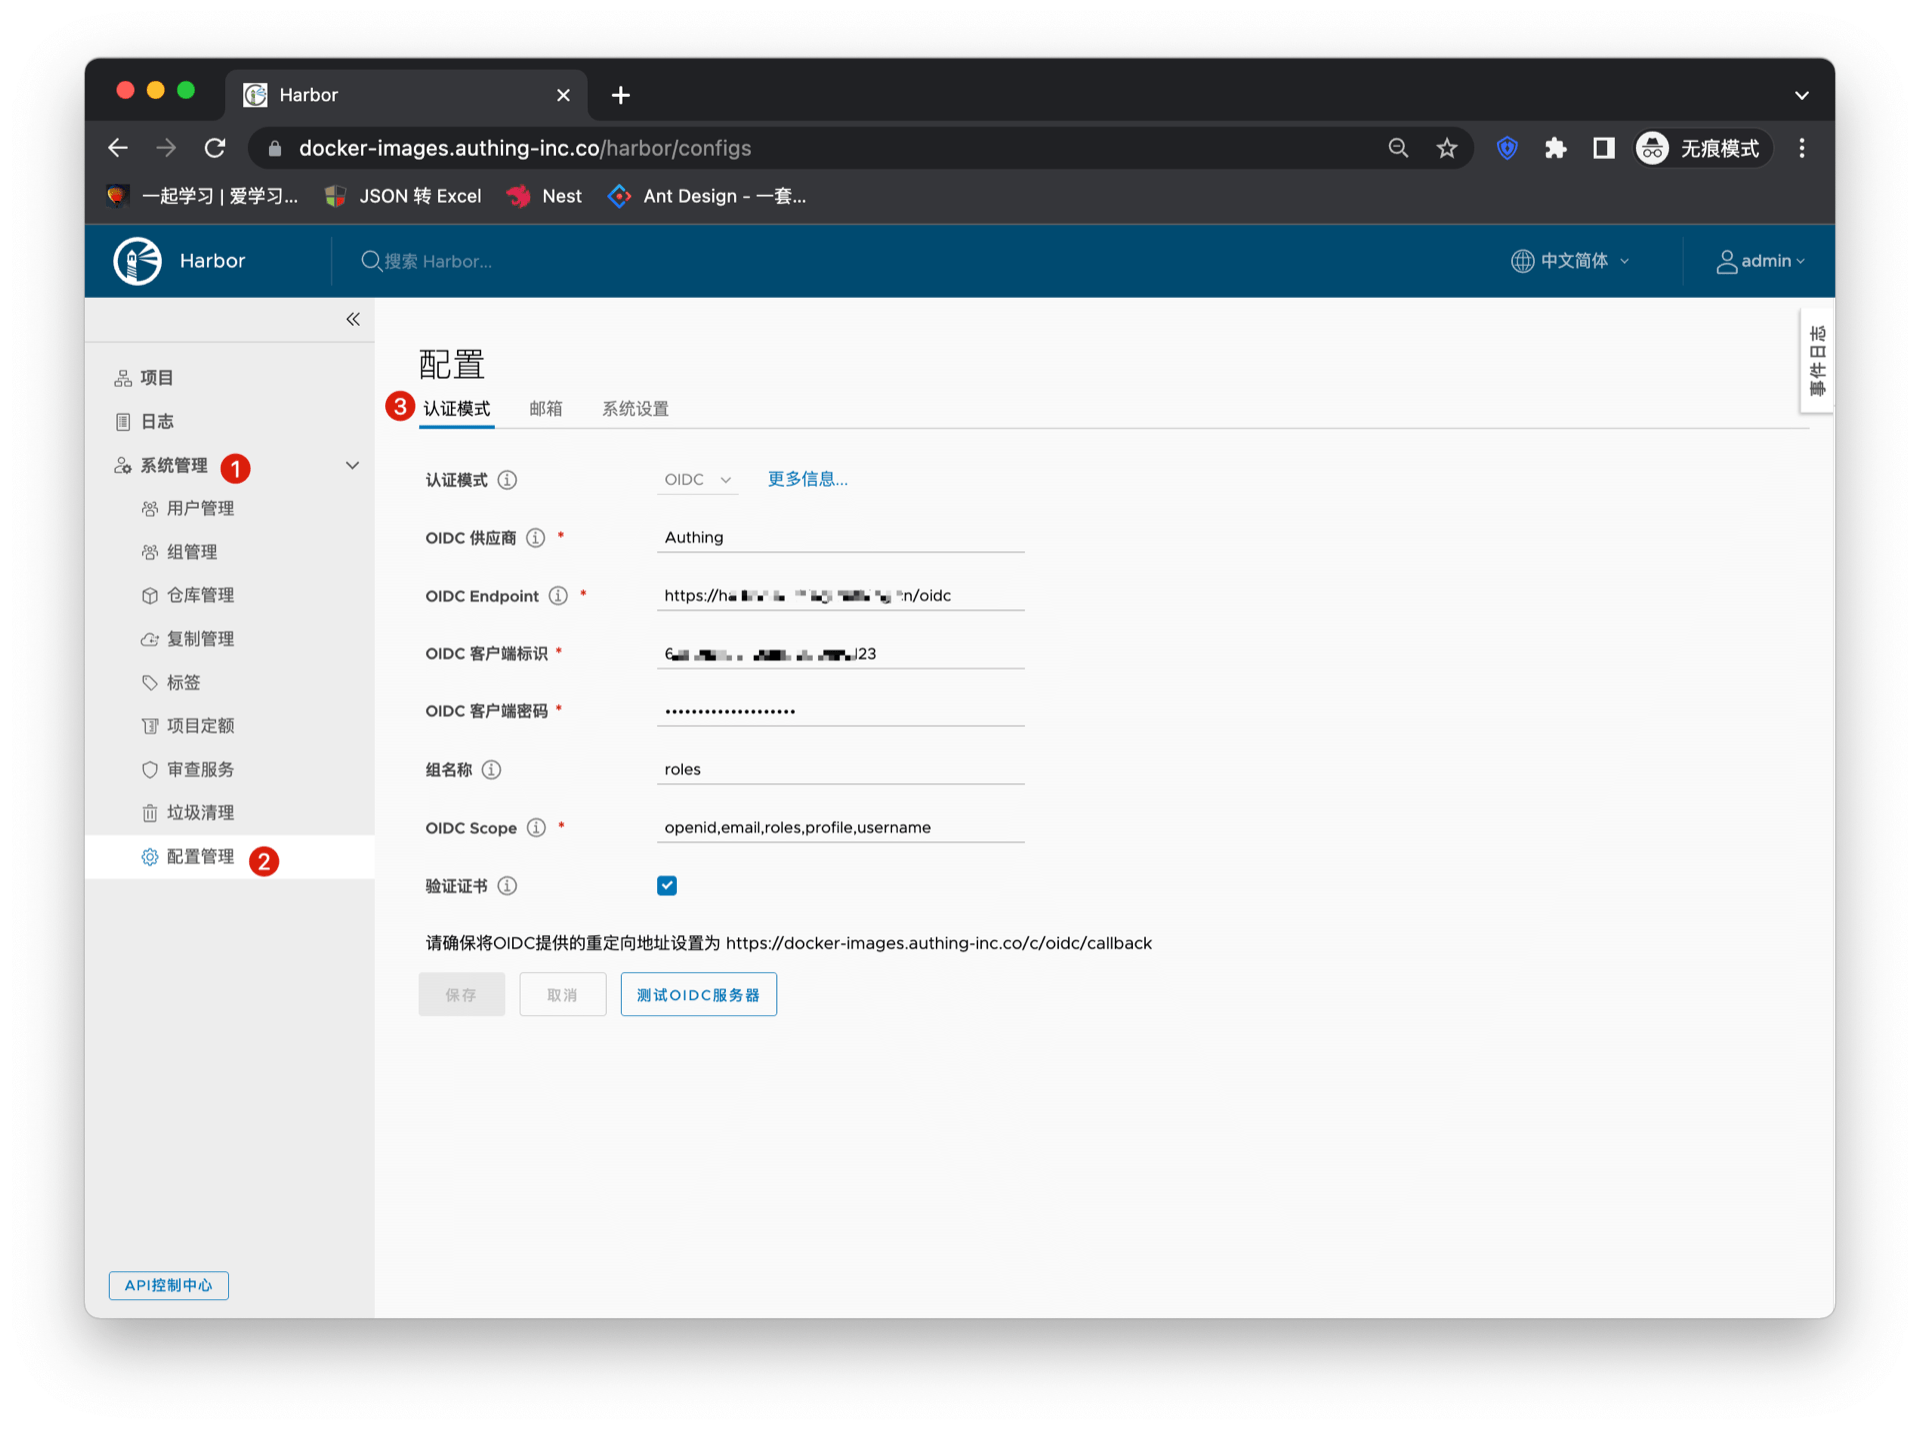 Harbor
docker-images.authing-inc.co/harbor/configs
无痕模式
一起学习 | 爱学习...
JSON 转 Excel
Nest
Ant Design - 一套...
Harbor
搜索 Harbor...
中文简体
admin
事件日志
项目
日志
系统管理 1
用户管理
组管理
仓库管理
复制管理
标签
项目定额
审查服务
垃圾清理
配置管理 2
API控制中心
配置
3 认证模式 邮箱 系统设置
认证模式 OIDC 更多信息...
OIDC 供应商 * Authing
OIDC Endpoint * https://ha n/oidc
OIDC 客户端标识 * 6 23
OIDC 客户端密码 * ••••••••••••••••••••
组名称 roles
OIDC Scope * openid,email,roles,profile,username
验证证书
请确保将OIDC提供的重定向地址设置为 https://docker-images.authing-inc.co/c/oidc/callback
保存 取消 测试OIDC服务器